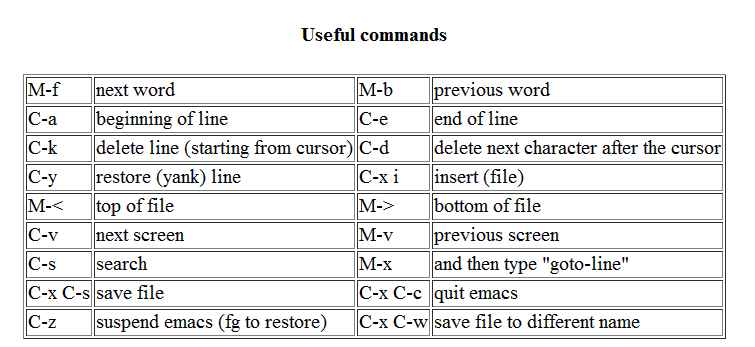 Useful commands
M-f next word M-b previous word
C-a beginning of line C-e end of line
C-k delete line (starting from cursor) C-d delete next character after the cursor
C-y restore (yank) line C-x i insert (file)
M-< top of file M-> bottom of file
C-v next screen M-v previous screen
C-s search M-x and then type "goto-line"
C-x C-s save file C-x C-c quit emacs
C-z suspend emacs (fg to restore) C-x C-w save file to different name